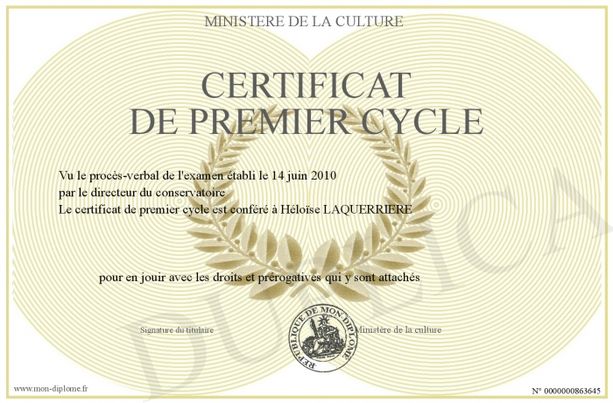 MINISTERE DE LA CULTURE
CERTIFICAT
DE PREMIER CYCLE
Vu le procès-verbal de l'examen établi le 14 juin 2010
par le directeur du conservatoire
Le certificat de premier cycle est conféré à Héloïse LAQUERRIERE
pour en jouir avec les droits et prérogatives qui y sont attachés
Signature du titulaire
REPUBLIQUE DE MON DIPLOME
Ministère de la culture
DUPLICA
www.mon-diplome.fr
N° 0000000863645